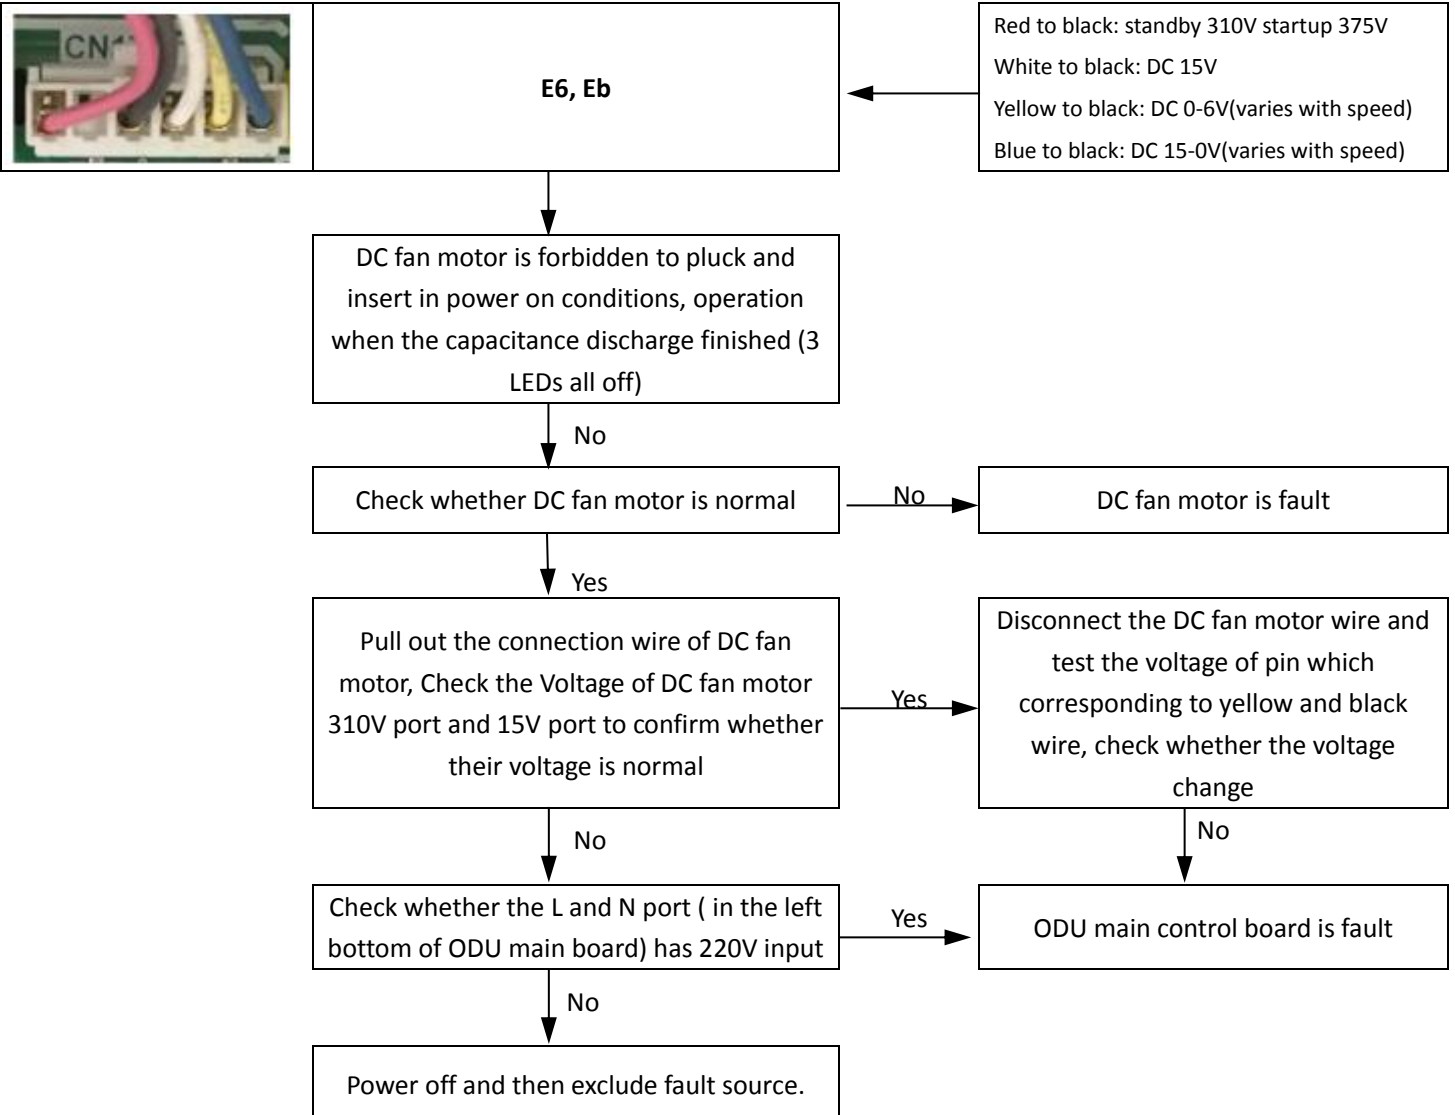 CN
E6, Eb
Red to black: standby 310V startup 375V
White to black: DC 15V
Yellow to black: DC 0-6V(varies with speed)
Blue to black: DC 15-0V(varies with speed)
DC fan motor is forbidden to pluck and
insert in power on conditions, operation
when the capacitance discharge finished (3
LEDs all off)
No
Check whether DC fan motor is normal
No
DC fan motor is fault
Yes
Pull out the connection wire of DC fan
motor, Check the Voltage of DC fan motor
310V port and 15V port to confirm whether
their voltage is normal
Yes
Disconnect the DC fan motor wire and
test the voltage of pin which
corresponding to yellow and black
wire, check whether the voltage
change
No
No
Check whether the L and N port ( in the left
bottom of ODU main board) has 220V input
Yes
ODU main control board is fault
No
Power off and then exclude fault source.